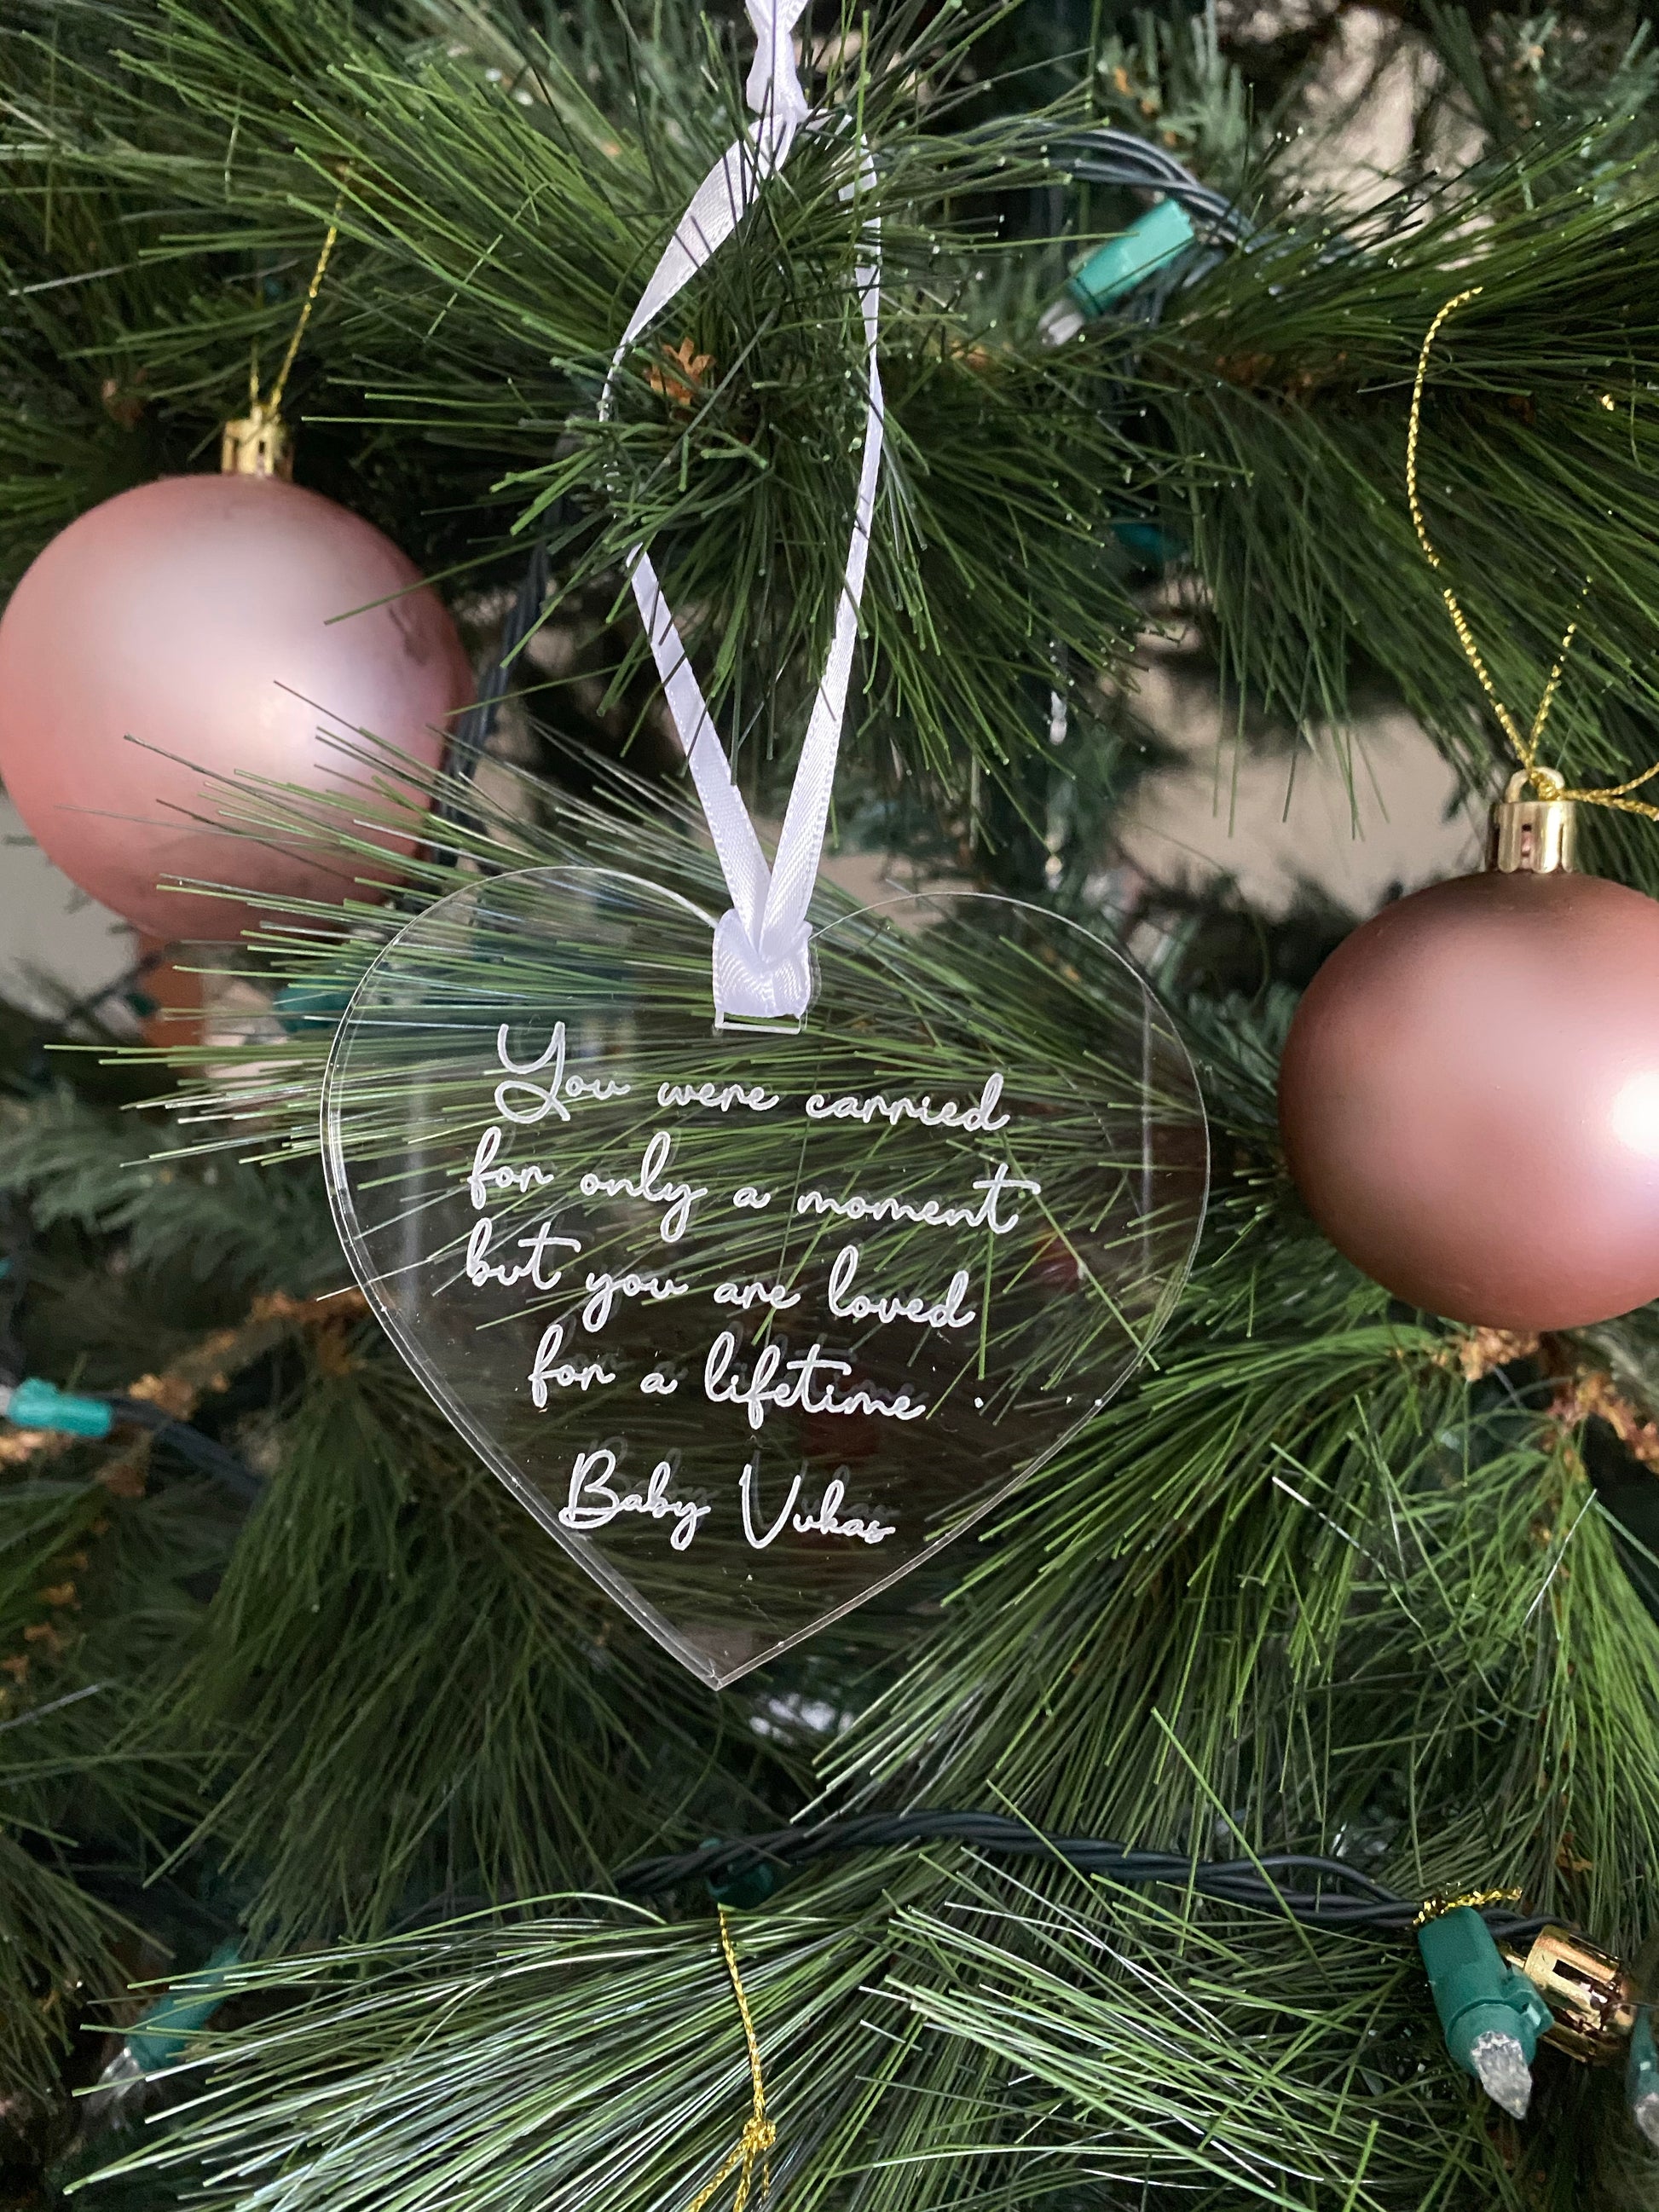 You were carried
for only a moment
but you are loved
for a lifetime
Baby Vukas